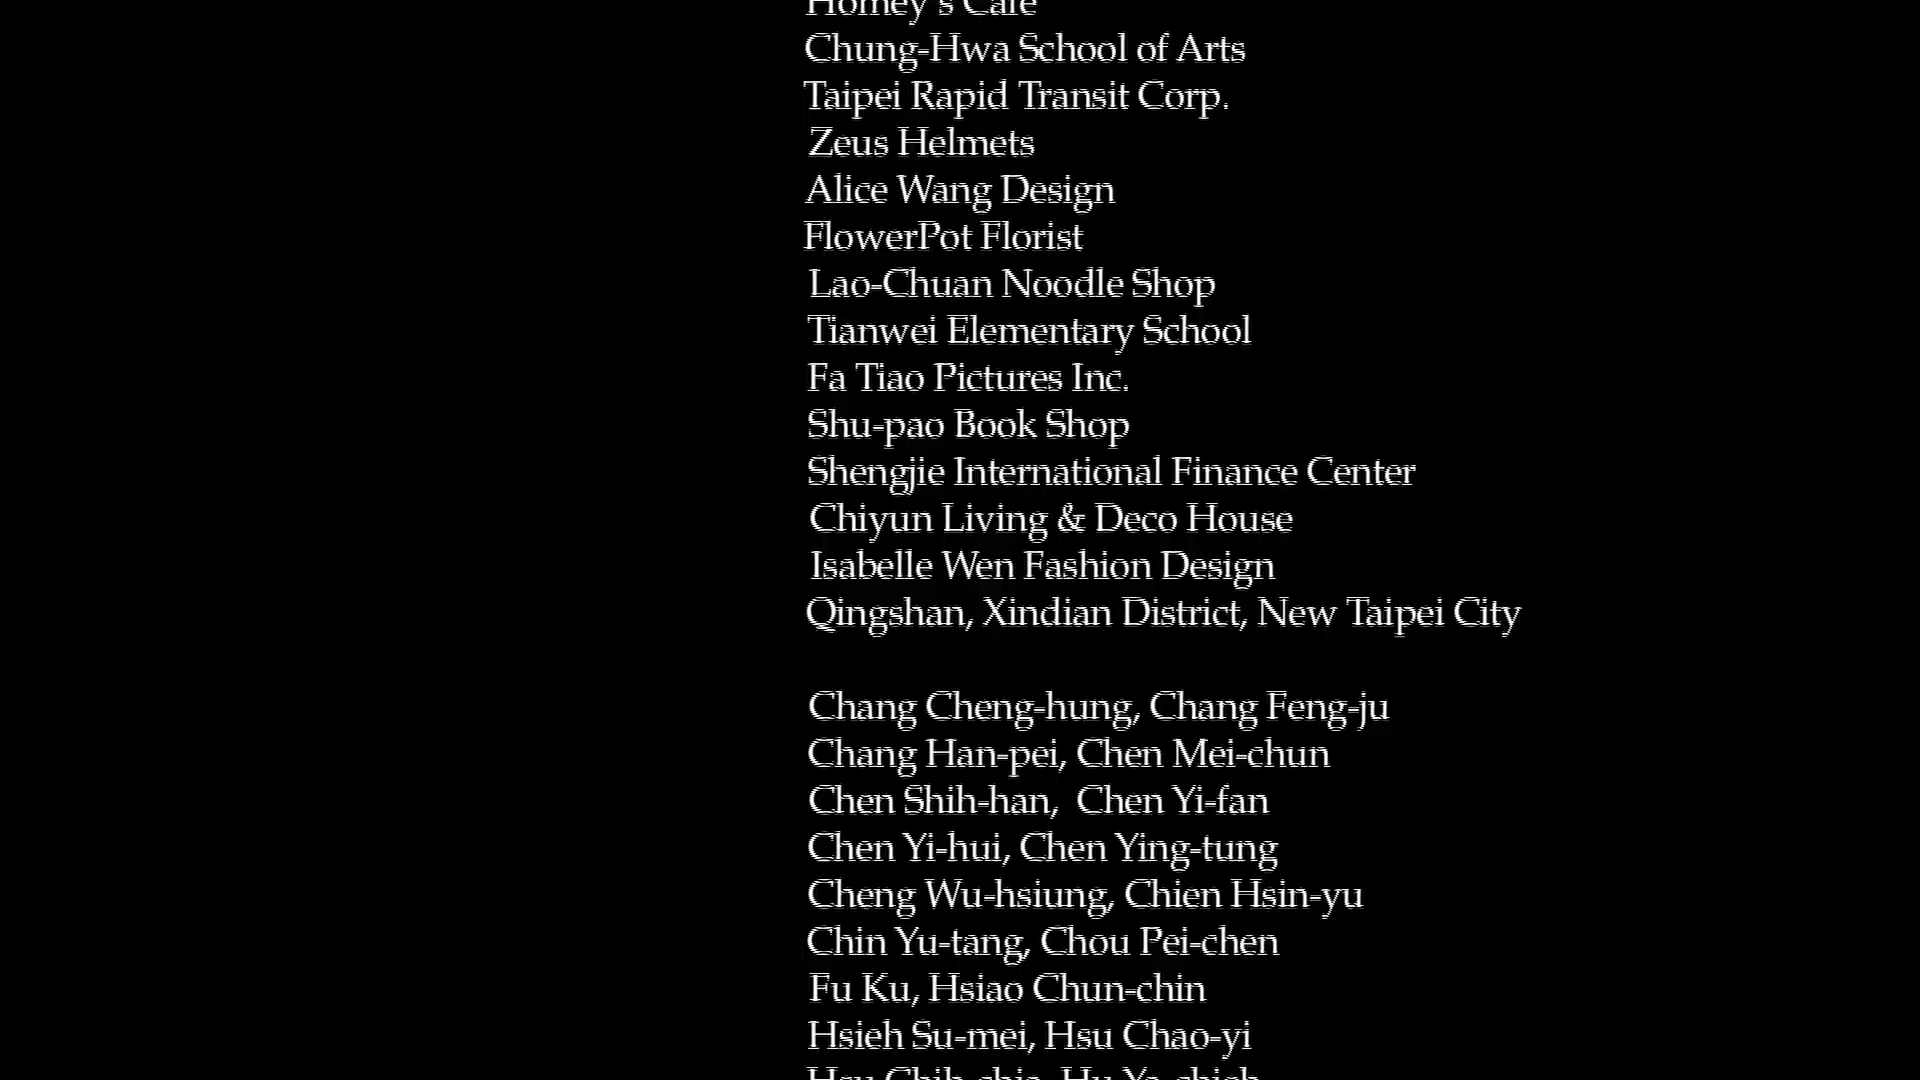 Homey's Cafe
Chung-Hwa School of Arts
Taipei Rapid Transit Corp.
Zeus Helmets
Alice Wang Design
FlowerPot Florist
Lao-Chuan Noodle Shop
Tianwei Elementary School
Fa Tiao Pictures Inc.
Shu-pao Book Shop
Shengjie International Finance Center
Chiyun Living & Deco House
Isabelle Wen Fashion Design
Qingshan, Xindian District, New Taipei City
Chang Cheng-hung, Chang Feng-ju
Chang Han-pei, Chen Mei-chun
Chen Shih-han, Chen Yi-fan
Chen Yi-hui, Chen Ying-tung
Cheng Wu-hsiung, Chien Hsin-yu
Chin Yu-tang, Chou Pei-chen
Fu Ku, Hsiao Chun-chin
Hsieh Su-mei, Hsu Chao-yi